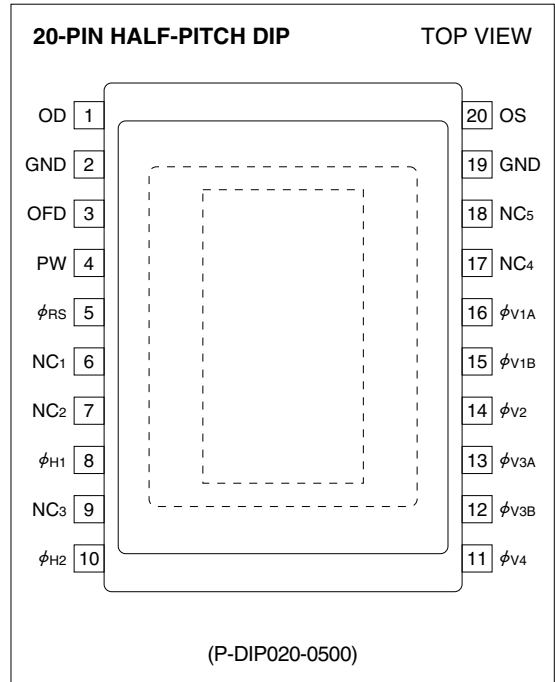 20-PIN HALF-PITCH DIP TOP VIEW
OD 1 20 OS
GND 2 19 GND
OFD 3 18 NC5
PW 4 17 NC4
ϕRS 5 16 ϕV1A
NC1 6 15 ϕV1B
NC2 7 14 ϕV2
ϕH1 8 13 ϕV3A
NC3 9 12 ϕV3B
ϕH2 10 11 ϕV4
(P-DIP020-0500)